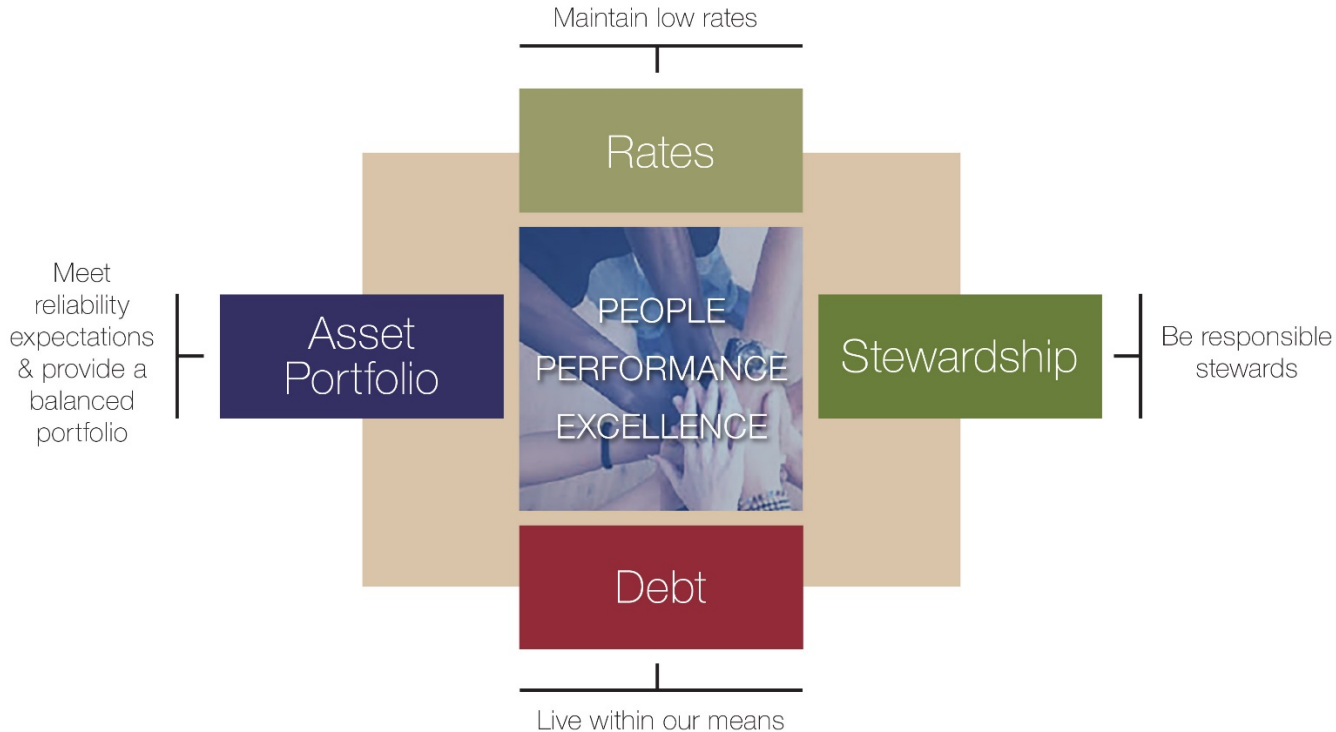 Maintain low rates
Rates
Meet
reliability
expectations
& provide a
balanced
portfolio
Asset
Portfolio
PEOPLE
PERFORMANCE
EXCELLENCE
Stewardship
Be responsible
stewards
Debt
Live within our means